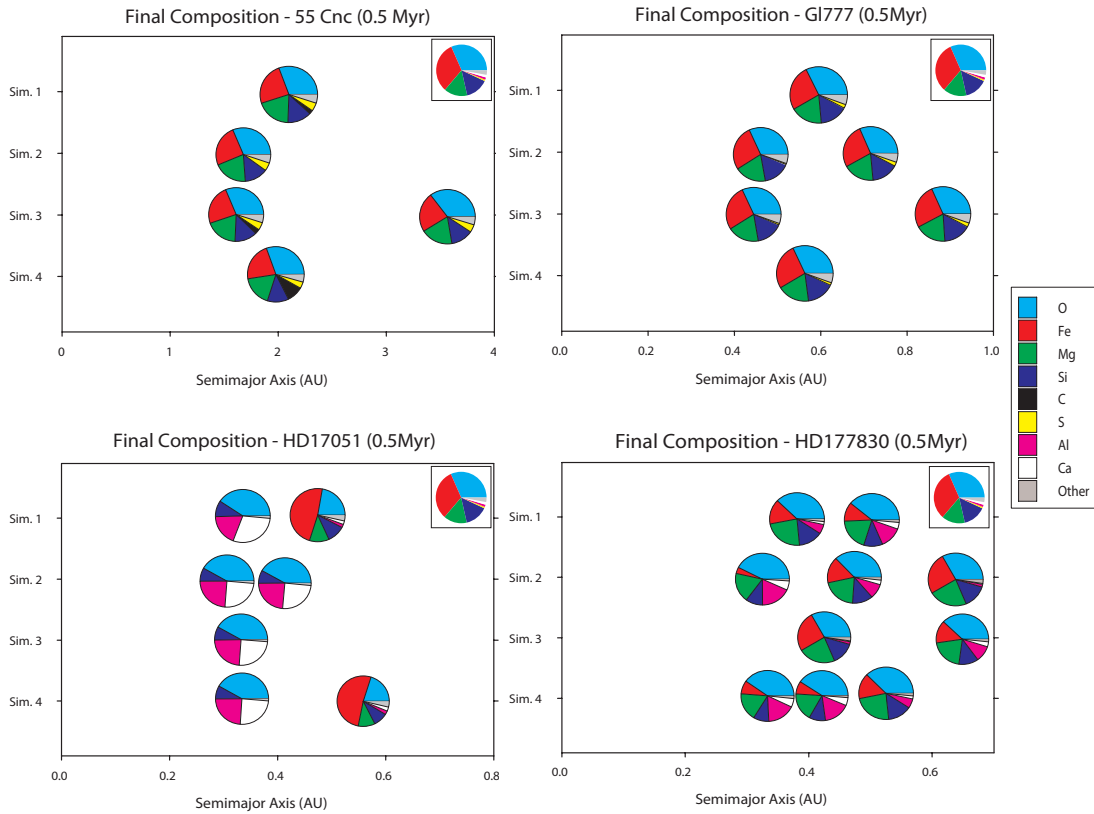 Final Composition - 55 Cnc (0.5 Myr)
Sim. 1
Sim. 2
Sim. 3
Sim. 4
0 1 2 3 4
Semimajor Axis (AU)
Final Composition - Gl777 (0.5Myr)
Sim. 1
Sim. 2
Sim. 3
Sim. 4
0.0 0.2 0.4 0.6 0.8 1.0
Semimajor Axis (AU)
O
Fe
Mg
Si
C
S
Al
Ca
Other
Final Composition - HD17051 (0.5Myr)
Sim. 1
Sim. 2
Sim. 3
Sim. 4
0.0 0.2 0.4 0.6 0.8
Semimajor Axis (AU)
Final Composition - HD177830 (0.5Myr)
Sim. 1
Sim. 2
Sim. 3
Sim. 4
0.0 0.2 0.4 0.6
Semimajor Axis (AU)